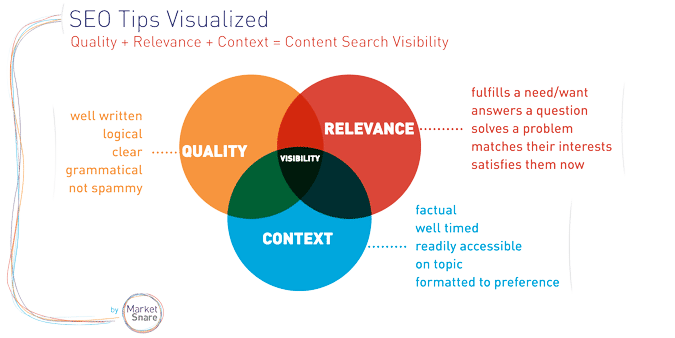 SEO Tips Visualized
Quality + Relevance + Context = Content Search Visibility
well written
logical
clear
grammatical
not spammy
QUALITY
RELEVANCE
VISIBILITY
CONTEXT
fulfills a need/want
answers a question
solves a problem
matches their interests
satisfies them now
factual
well timed
readily accessible
on topic
formatted to preference
by Market
Snare